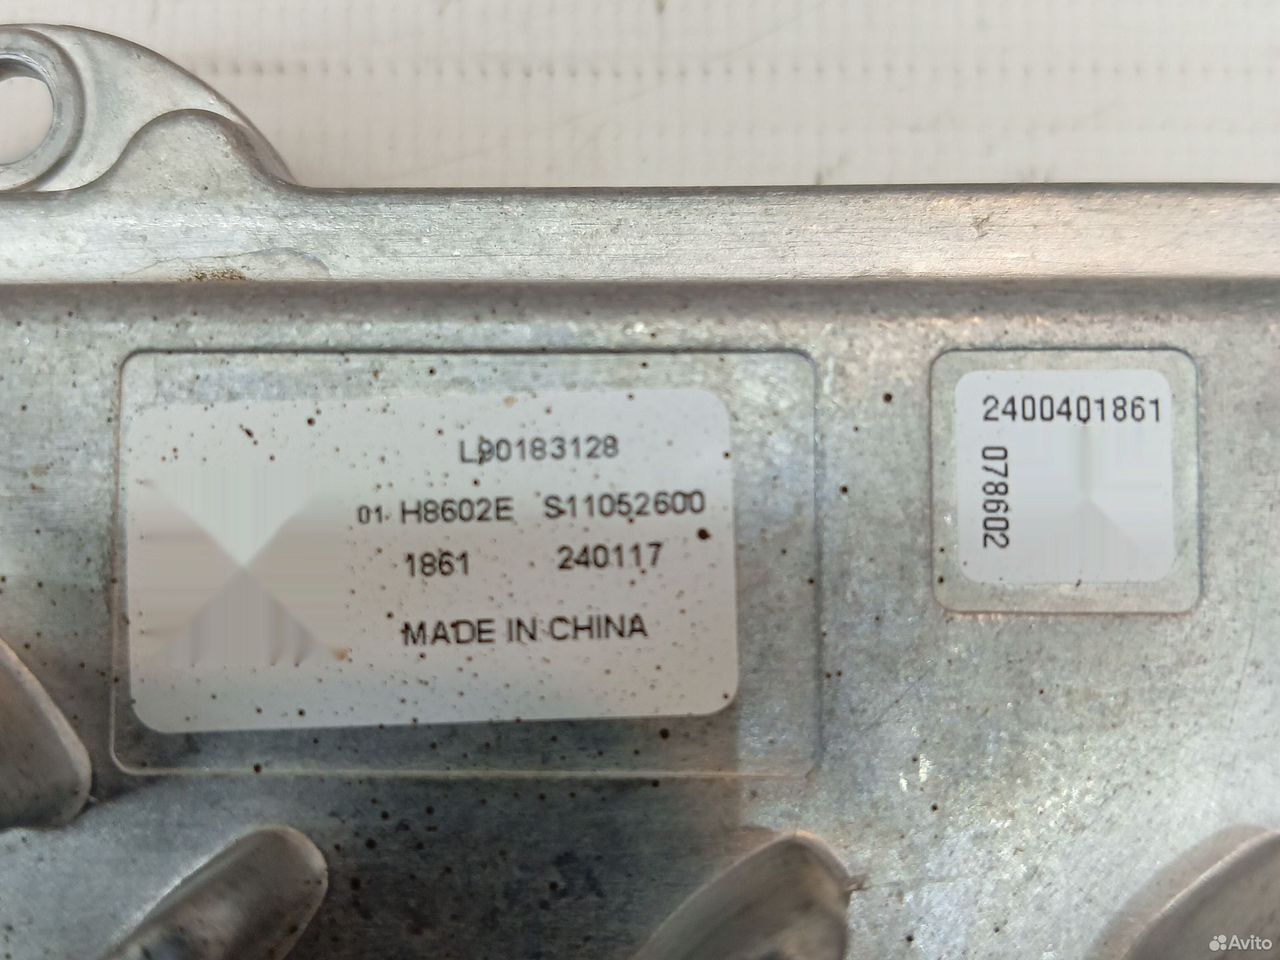 L90183128
01 H8602E S11052600
1861 240117
MADE IN CHINA
2400401861
078602
Avito